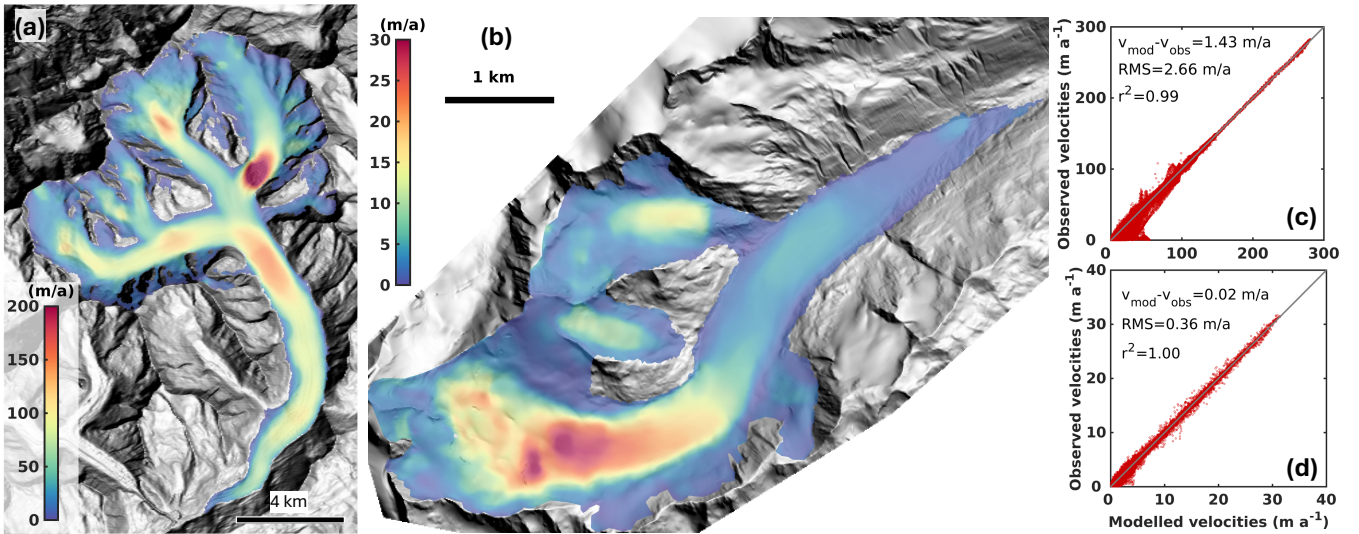 (a)
(m/a)
200
150
100
50
0
4 km
(m/a)
30
25
20
15
10
5
0
(b)
1 km
Observed velocities (m a⁻¹)
300
200
100
0
v_mod-v_obs=1.43 m/a
RMS=2.66 m/a
r²=0.99
(c)
0 100 200 300
Observed velocities (m a⁻¹)
40
30
20
10
0
v_mod-v_obs=0.02 m/a
RMS=0.36 m/a
r²=1.00
(d)
0 10 20 30 40
Modelled velocities (m a⁻¹)